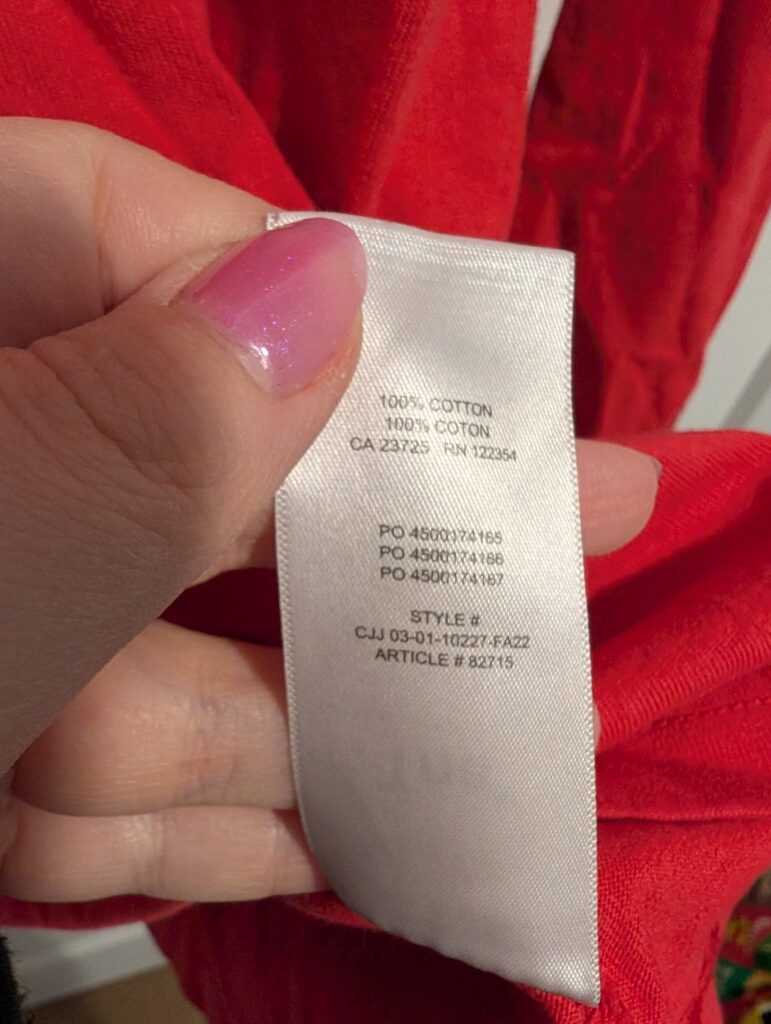 100% COTTON
100% COTON
CA 23725 RN 122354
PO 4500174165
PO 4500174166
PO 4500174167
STYLE #
CJJ 03-01-10227-FA22
ARTICLE # 82715